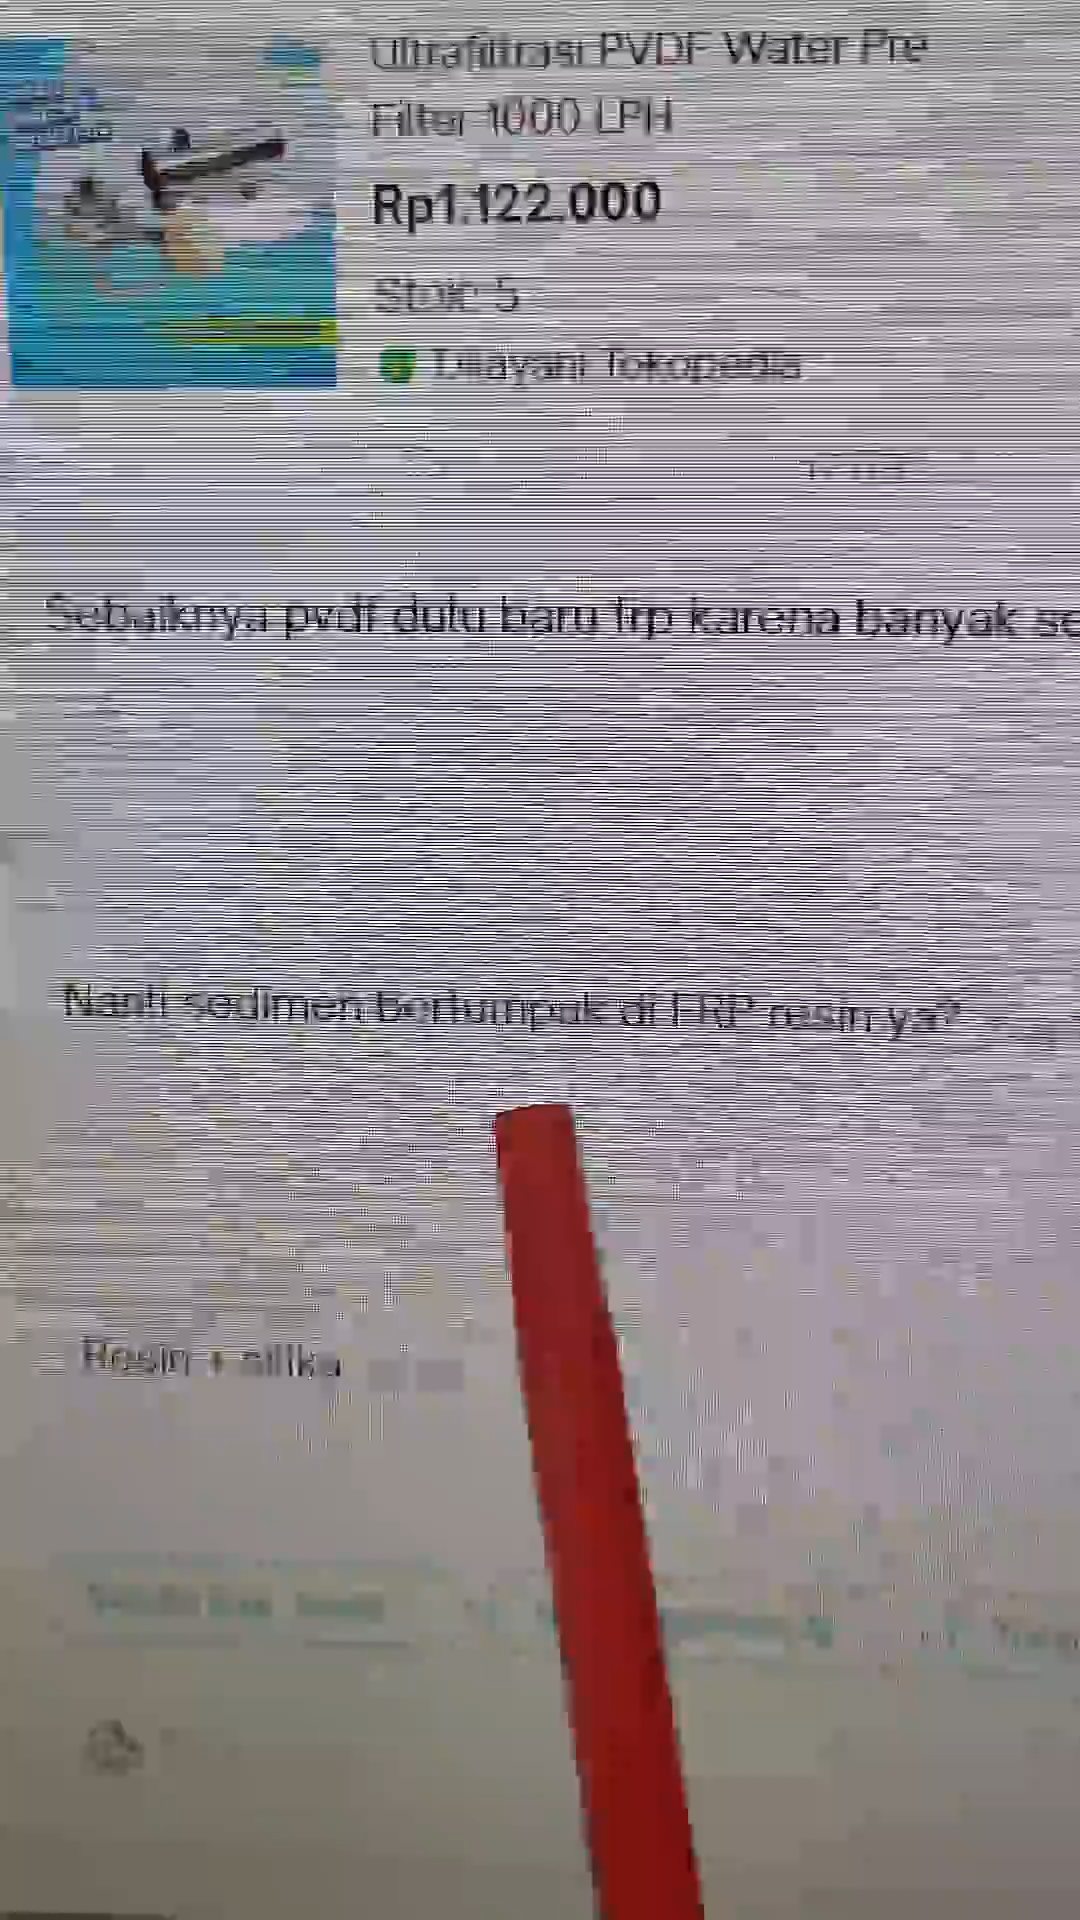 Ultrafiltrasi PVDF Water Pre
Filter 1000 LPH
Rp1.122.000
Stok: 5
Dilayani Tokopedia
Sebaiknya pvdf dulu baru frp karena banyak se
Nanti sedimen bertumpuk di FRP resin ya?
Resin + silika